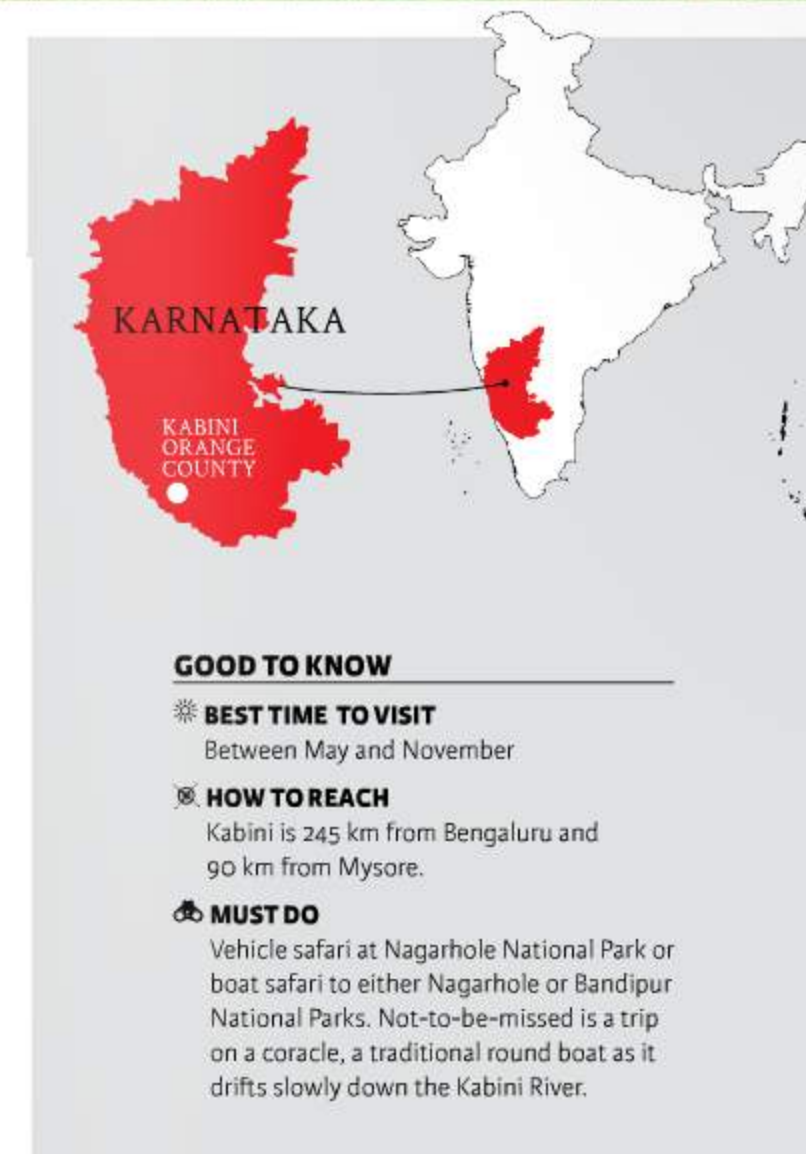 KARNATAKA
KABINI
ORANGE
COUNTY
GOOD TO KNOW
BEST TIME TO VISIT
Between May and November
HOW TO REACH
Kabini is 245 km from Bengaluru and
90 km from Mysore.
MUST DO
Vehicle safari at Nagarhole National Park or
boat safari to either Nagarhole or Bandipur
National Parks. Not-to-be-missed is a trip
on a coracle, a traditional round boat as it
drifts slowly down the Kabini River.